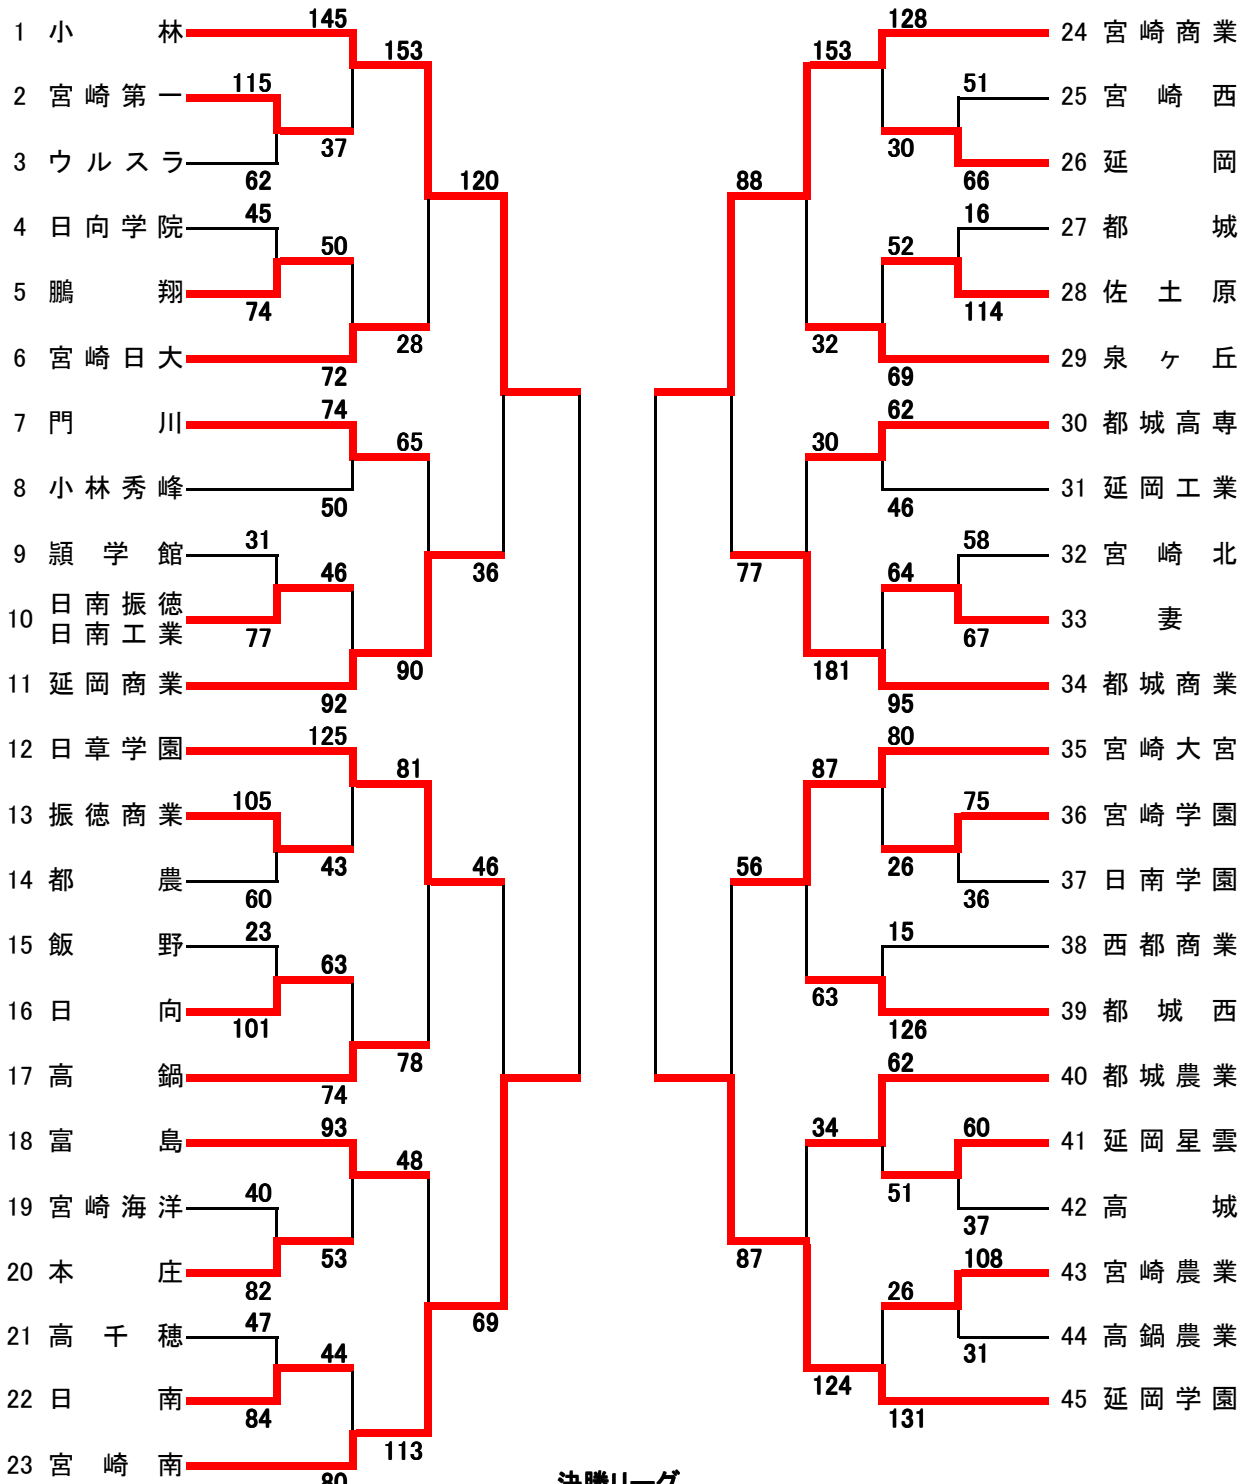 1 小林 145
153
2 宮崎第一 115
37
3 ウルスラ 62
120
4 日向学院 45
50
5 鵬翔 74
28
6 宮崎日大 72
7 門川 74
65
8 小林秀峰 50
9 頴学館 31
46
36
10 日南振徳
日南工業 77
90
11 延岡商業 92
12 日章学園 125
81
13 振徳商業 105
43
46
14 都農 60
15 飯野 23
63
16 日向 101
78
17 高鍋 74
18 富島 93
48
19 宮崎海洋 40
53
20 本庄 82
69
21 高千穂 47
44
22 日南 84
113
23 宮崎南 80
128 24 宮崎商業
153
51 25 宮崎西
30
66 26 延岡
88
16 27 都城
52
114 28 佐土原
32
69 29 泉ヶ丘
62 30 都城高専
30
46 31 延岡工業
58 32 宮崎北
77
64
67 33 妻
181
95 34 都城商業
80 35 宮崎大宮
87
75 36 宮崎学園
26
56
36 37 日南学園
15 38 西都商業
63
126 39 都城西
62 40 都城農業
34
60 41 延岡星雲
51
37 42 高城
87
108 43 宮崎農業
26
31 44 高鍋農業
124
131 45 延岡学園
決勝リーグ